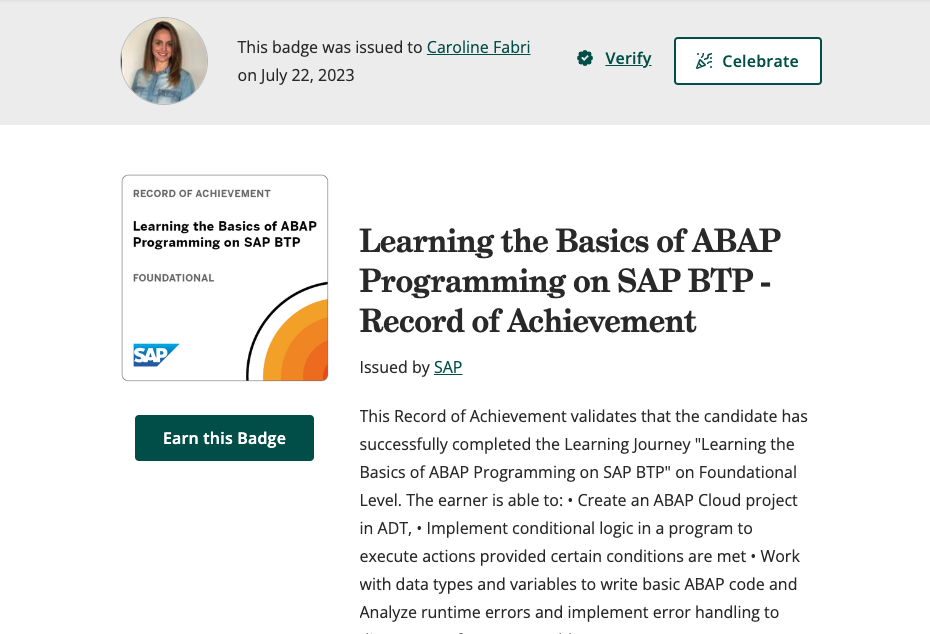 This badge was issued to Caroline Fabri
on July 22, 2023
Verify
Celebrate
RECORD OF ACHIEVEMENT
Learning the Basics of ABAP
Programming on SAP BTP
FOUNDATIONAL
SAP
Earn this Badge
Learning the Basics of ABAP
Programming on SAP BTP -
Record of Achievement
Issued by SAP
This Record of Achievement validates that the candidate has
successfully completed the Learning Journey "Learning the
Basics of ABAP Programming on SAP BTP" on Foundational
Level. The earner is able to: • Create an ABAP Cloud project
in ADT, • Implement conditional logic in a program to
execute actions provided certain conditions are met • Work
with data types and variables to write basic ABAP code and
Analyze runtime errors and implement error handling to